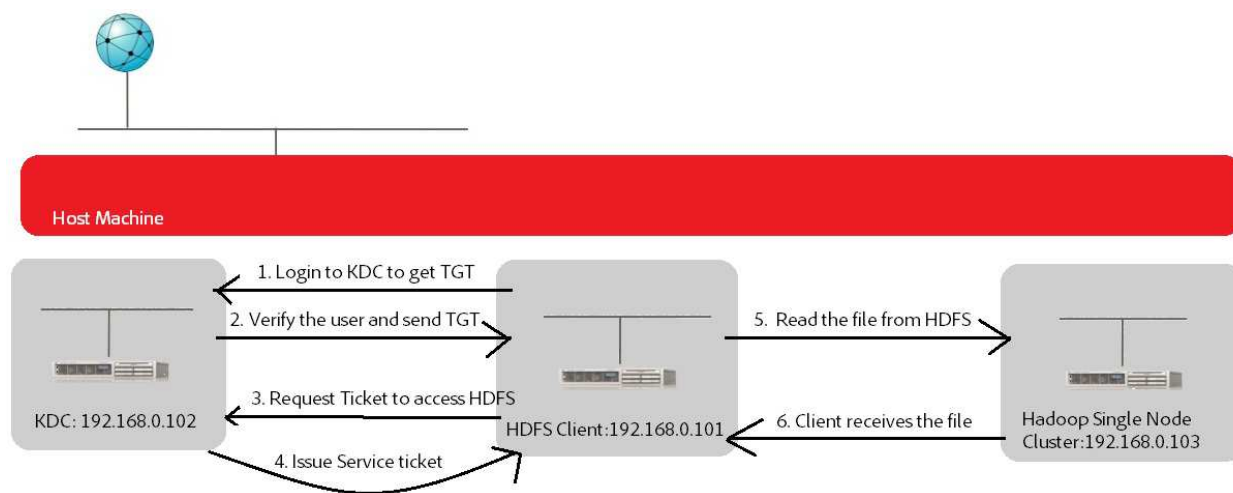 Host Machine
1. Login to KDC to get TGT
2. Verify the user and send TGT
3. Request Ticket to access HDFS
4. Issue Service ticket
KDC: 192.168.0.102
HDFS Client:192.168.0.101
5. Read the file from HDFS
6. Client receives the file
Hadoop Single Node
Cluster:192.168.0.103